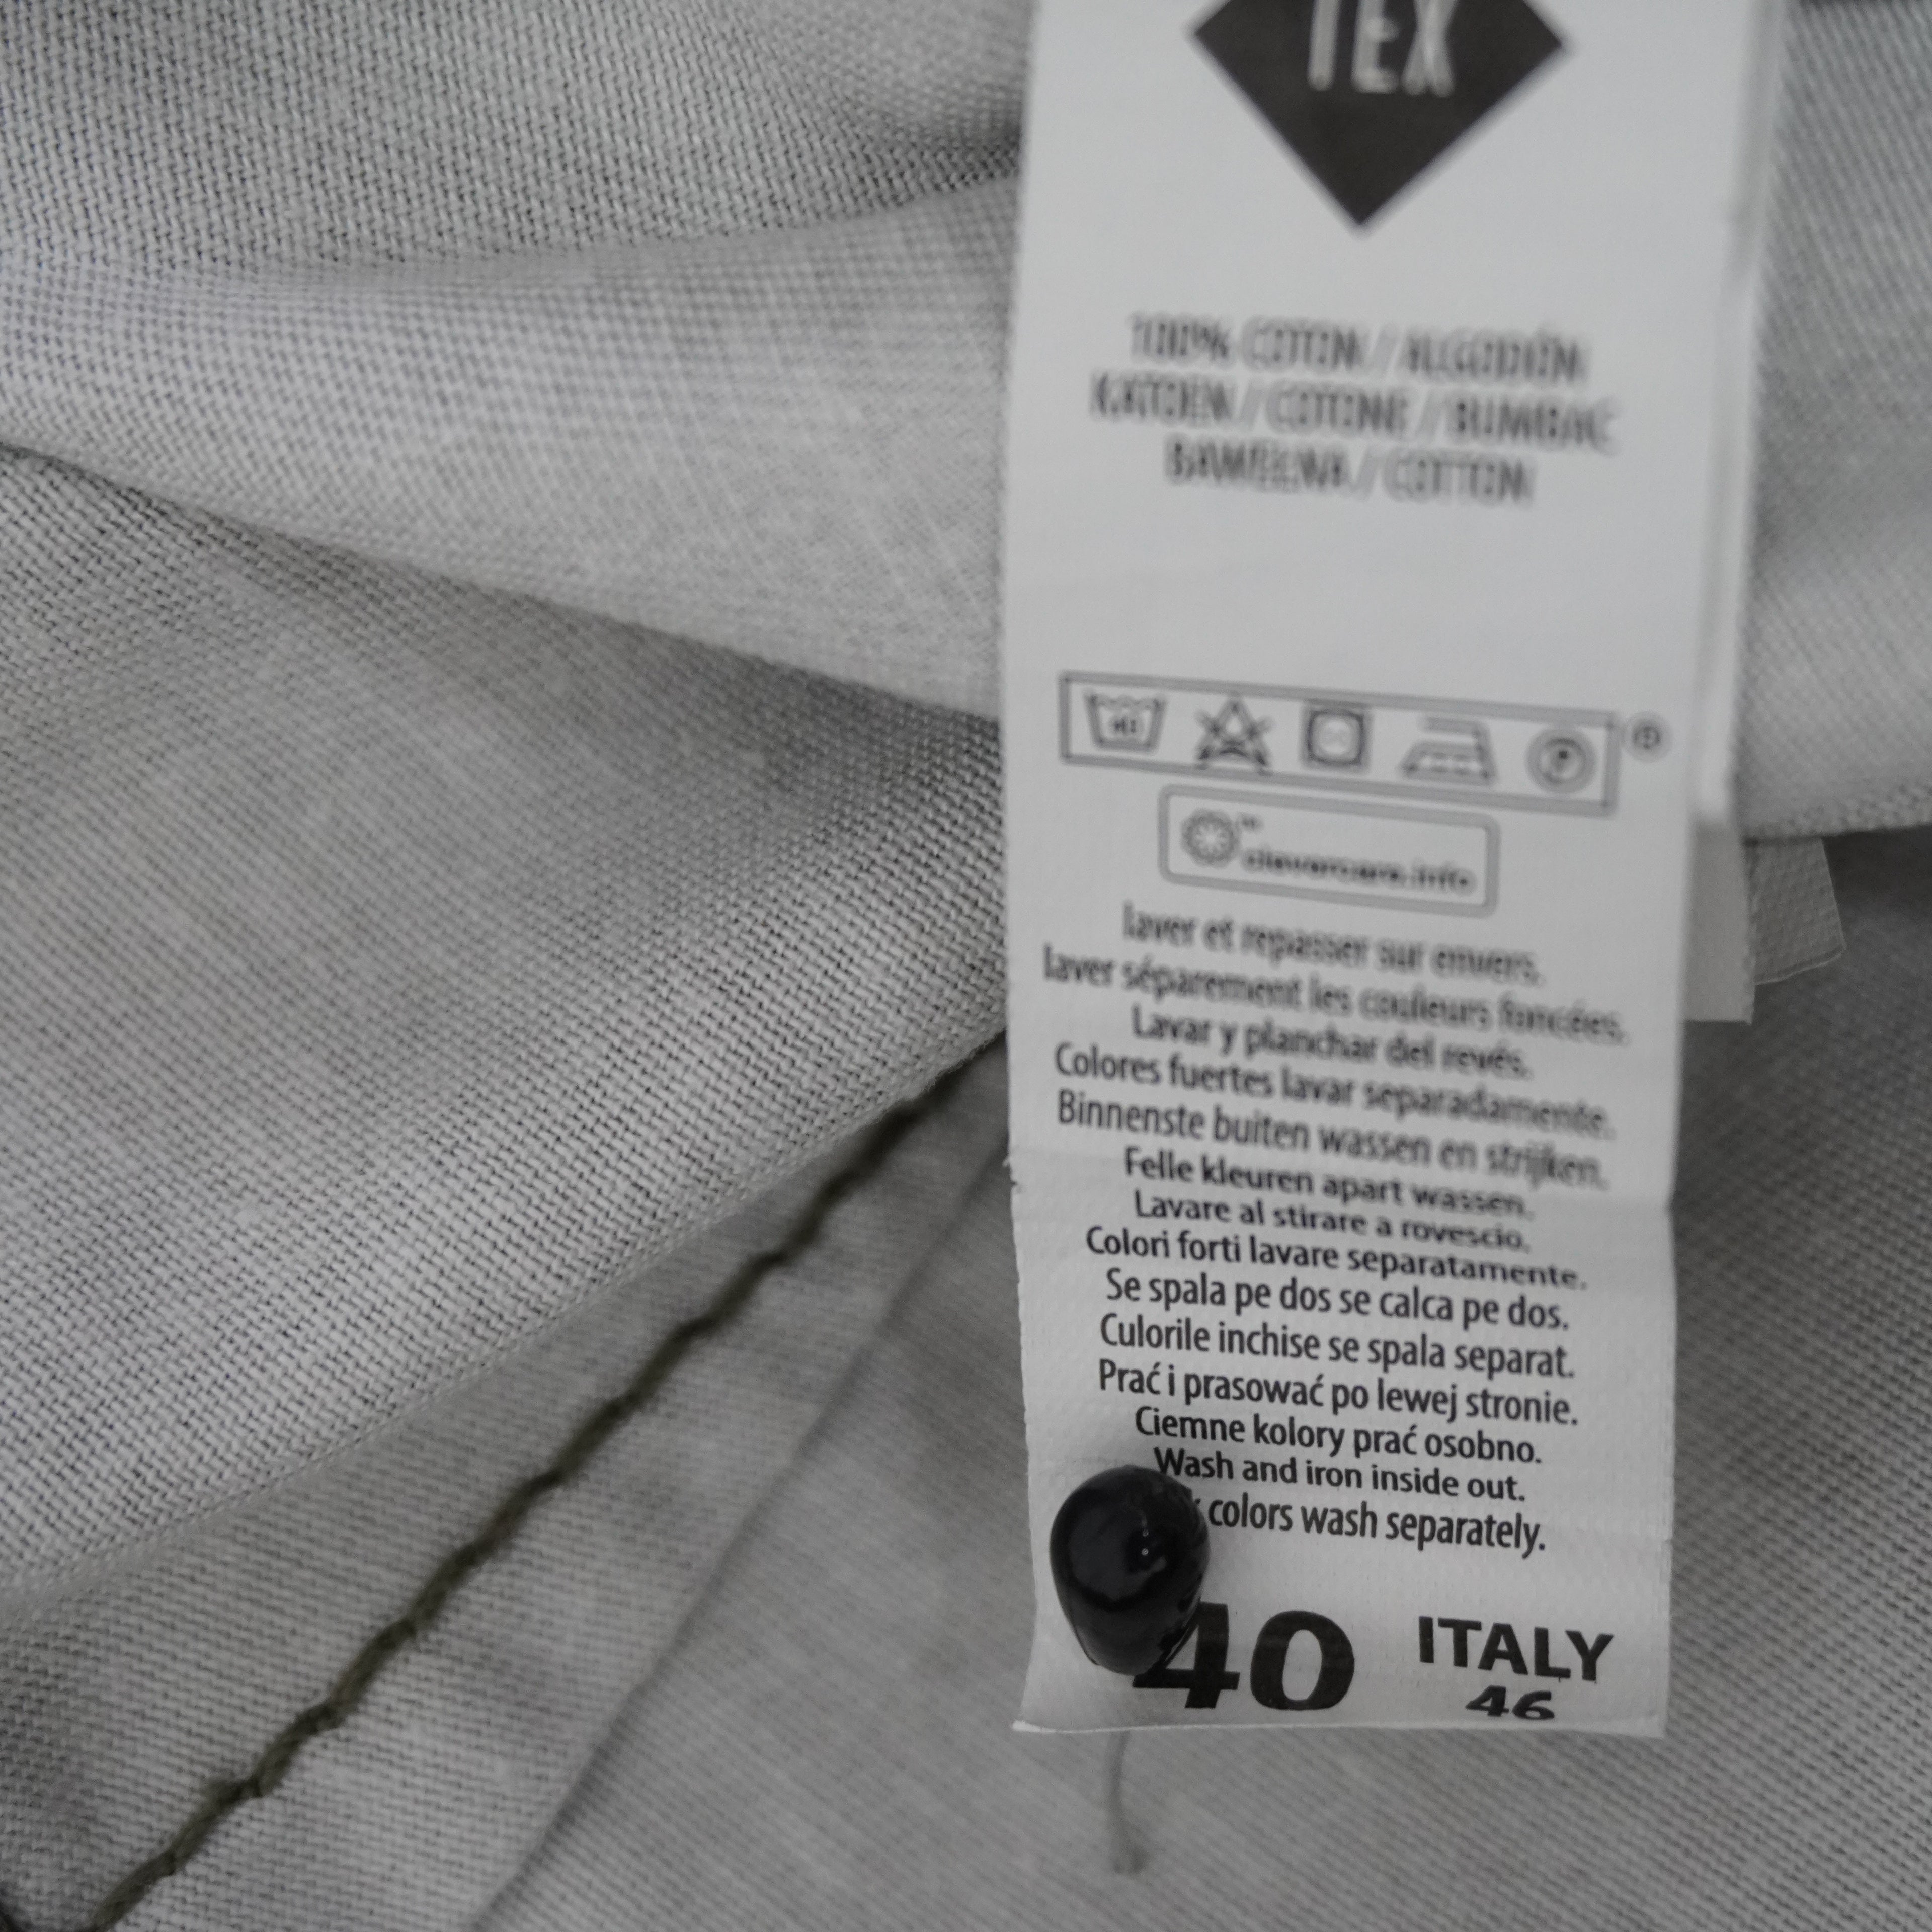 TEX
100% COTON / ALGODÓN
KATOEN / COTONE / BUMBAC
BAWEŁNA / COTTON
40
P
®
clevercare.info
laver et repasser sur envers.
laver séparement les couleurs foncées.
Lavar y planchar del revés.
Colores fuertes lavar separadamente.
Binnenste buiten wassen en strijken.
Felle kleuren apart wassen.
Lavare al stirare a rovescio.
Colori forti lavare separatamente.
Se spala pe dos se calca pe dos.
Culorile inchise se spala separat.
Prać i prasować po lewej stronie.
Ciemne kolory prać osobno.
Wash and iron inside out.
colors wash separately.
40 ITALY
46